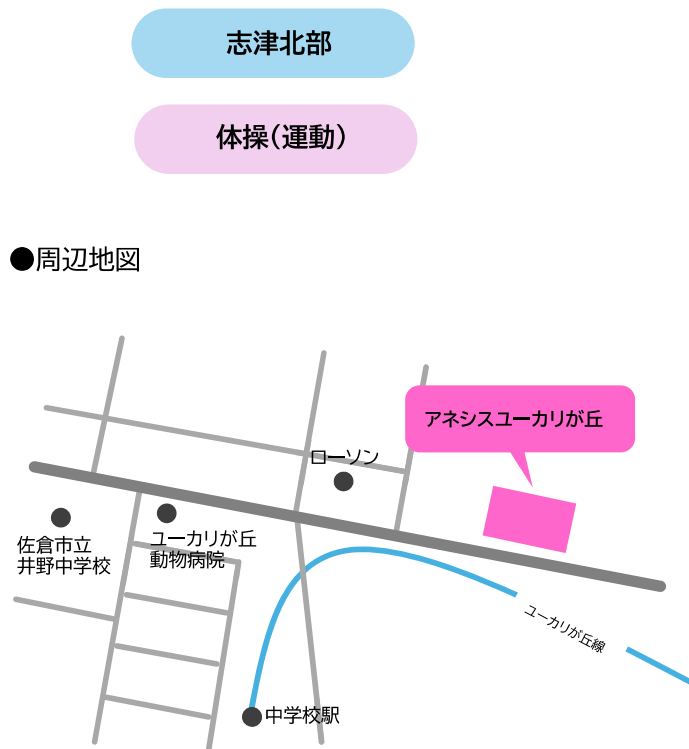 志津北部
体操（運動）
●周辺地図
アネシスユーカリが丘
ローソン
佐倉市立
井野中学校
ユーカリが丘
動物病院
ユーカリが丘線
中学校駅